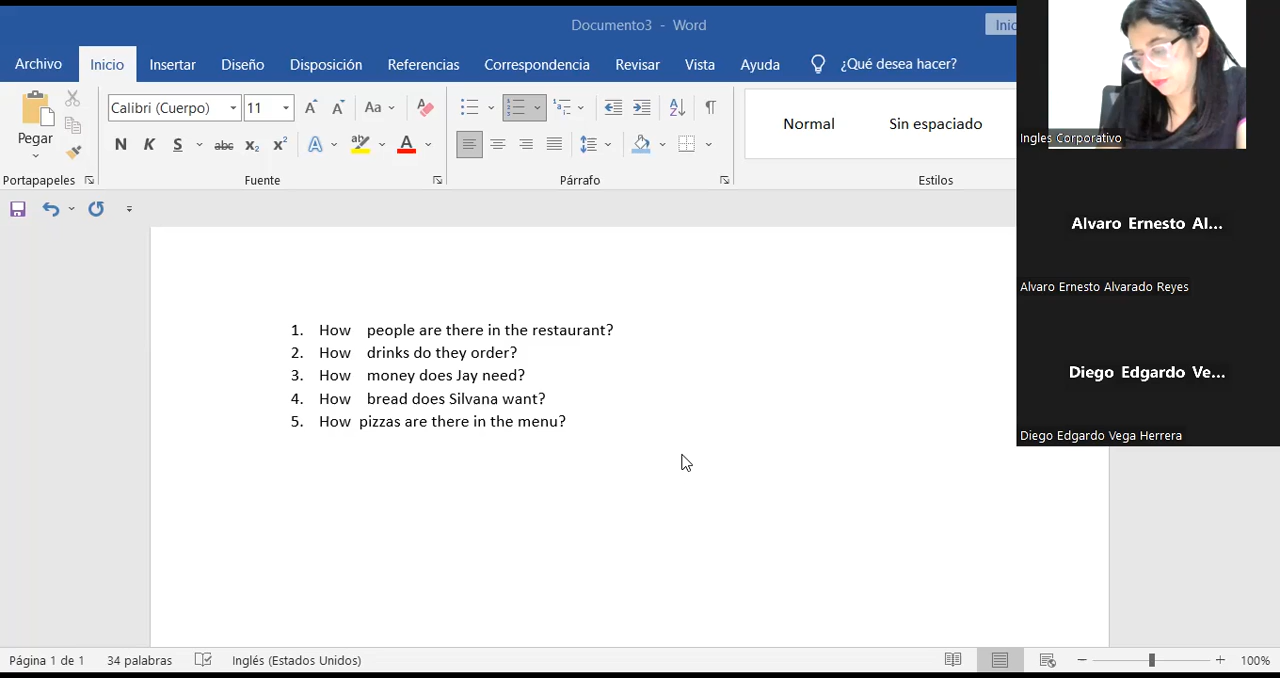 Documento3 - Word
Inic
Archivo Inicio Insertar Diseño Disposición Referencias Correspondencia Revisar Vista Ayuda ¿Qué desea hacer?
Calibri (Cuerpo) 11 Aa
Pegar
N K S abc x₂ x² A A
Normal Sin espaciado
Portapapeles Fuente Párrafo Estilos
1. How people are there in the restaurant?
2. How drinks do they order?
3. How money does Jay need?
4. How bread does Silvana want?
5. How pizzas are there in the menu?
Ingles Corporativo
Alvaro Ernesto Al...
Alvaro Ernesto Alvarado Reyes
Diego Edgardo Ve...
Diego Edgardo Vega Herrera
Página 1 de 1 34 palabras Inglés (Estados Unidos) 100%